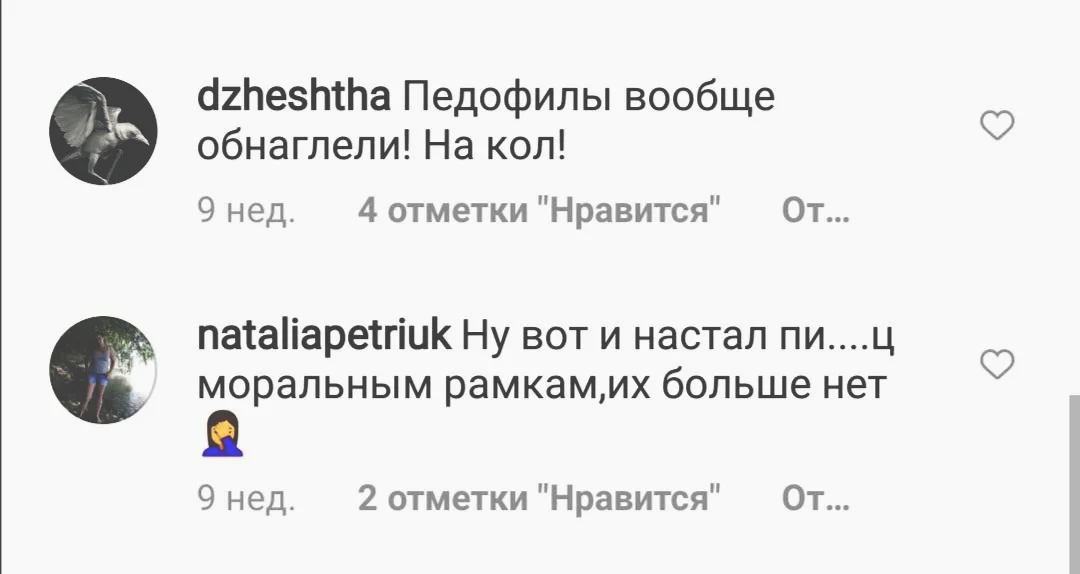 dzheshtha Педофилы вообще
обнаглели! На кол!
9 нед. 4 отметки "Нравится" От...
nataliapetriuk Ну вот и настал пи....ц
моральным рамкам,их больше нет
🤦‍♀️
9 нед. 2 отметки "Нравится" От...